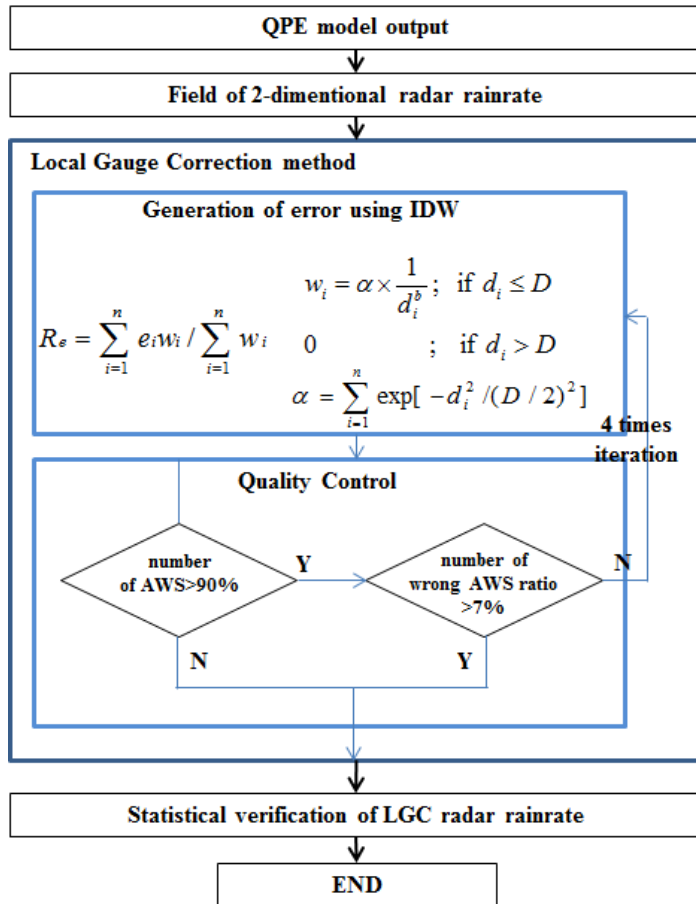 QPE model output
Field of 2-dimentional radar rainrate
Local Gauge Correction method
Generation of error using IDW
w_i = α × 1 / d_i^b ; if d_i ≤ D
R_e = ∑_{i=1}^{n} e_i w_i / ∑_{i=1}^{n} w_i
0 ; if d_i > D
α = ∑_{i=1}^{n} exp[ −d_i^2 /(D / 2)^2 ]
4 times
iteration
Quality Control
number
of AWS>90%
Y
number of
wrong AWS ratio
>7%
N
N
Y
Statistical verification of LGC radar rainrate
END